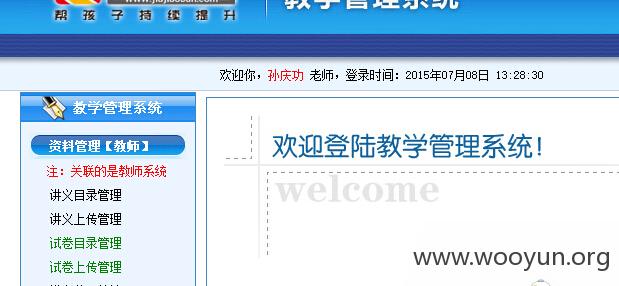 www.jiajiaoyun.com
帮孩子持续提升
教学管理系统
欢迎你，孙庆功 老师，登录时间：2015年07月08日 13:28:30
教学管理系统
资料管理【教师】
注：关联的是教师系统
讲义目录管理
讲义上传管理
试卷目录管理
试卷上传管理
欢迎登陆教学管理系统！
welcome
www.wooyun.org